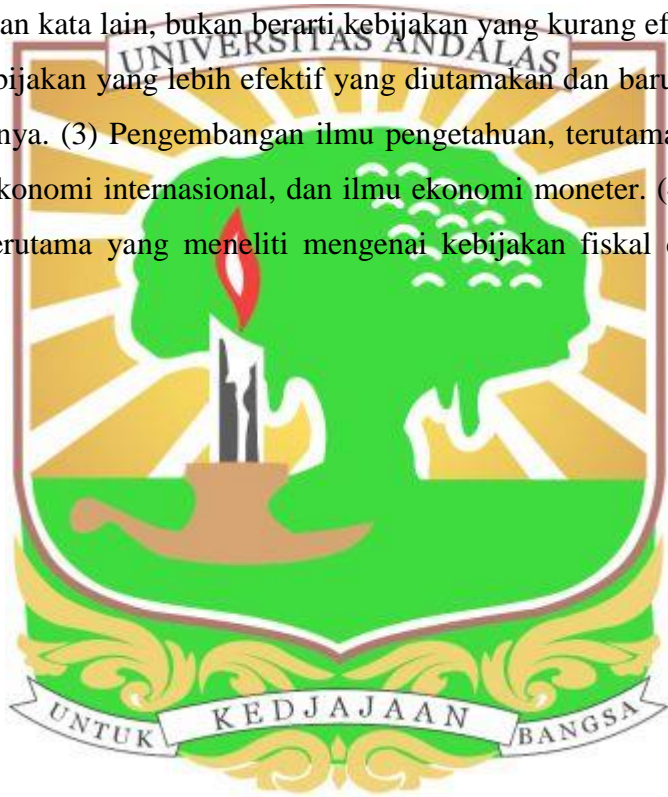 an kata lain, bukan berarti kebijakan yang kurang ef
UNIVERSITAS ANDALAS
bijakan yang lebih efektif yang diutamakan dan baru
nya. (3) Pengembangan ilmu pengetahuan, terutama
konomi internasional, dan ilmu ekonomi moneter. (
erutama yang meneliti mengenai kebijakan fiskal
UNTUK KEDJAJAAN BANGSA